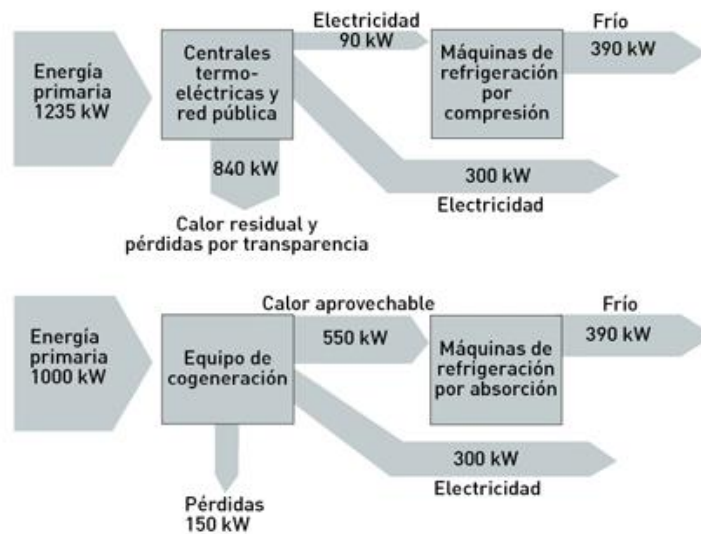 Energía
primaria
1235 kW
Centrales
termo-
eléctricas y
red pública
Electricidad
90 kW
Máquinas de
refrigeración
por
compresión
Frío
390 kW
840 kW
300 kW
Electricidad
Calor residual y
pérdidas por transparencia
Energía
primaria
1000 kW
Equipo de
cogeneración
Calor aprovechable
550 kW
Máquinas de
refrigeración
por absorción
Frío
390 kW
300 kW
Electricidad
Pérdidas
150 kW